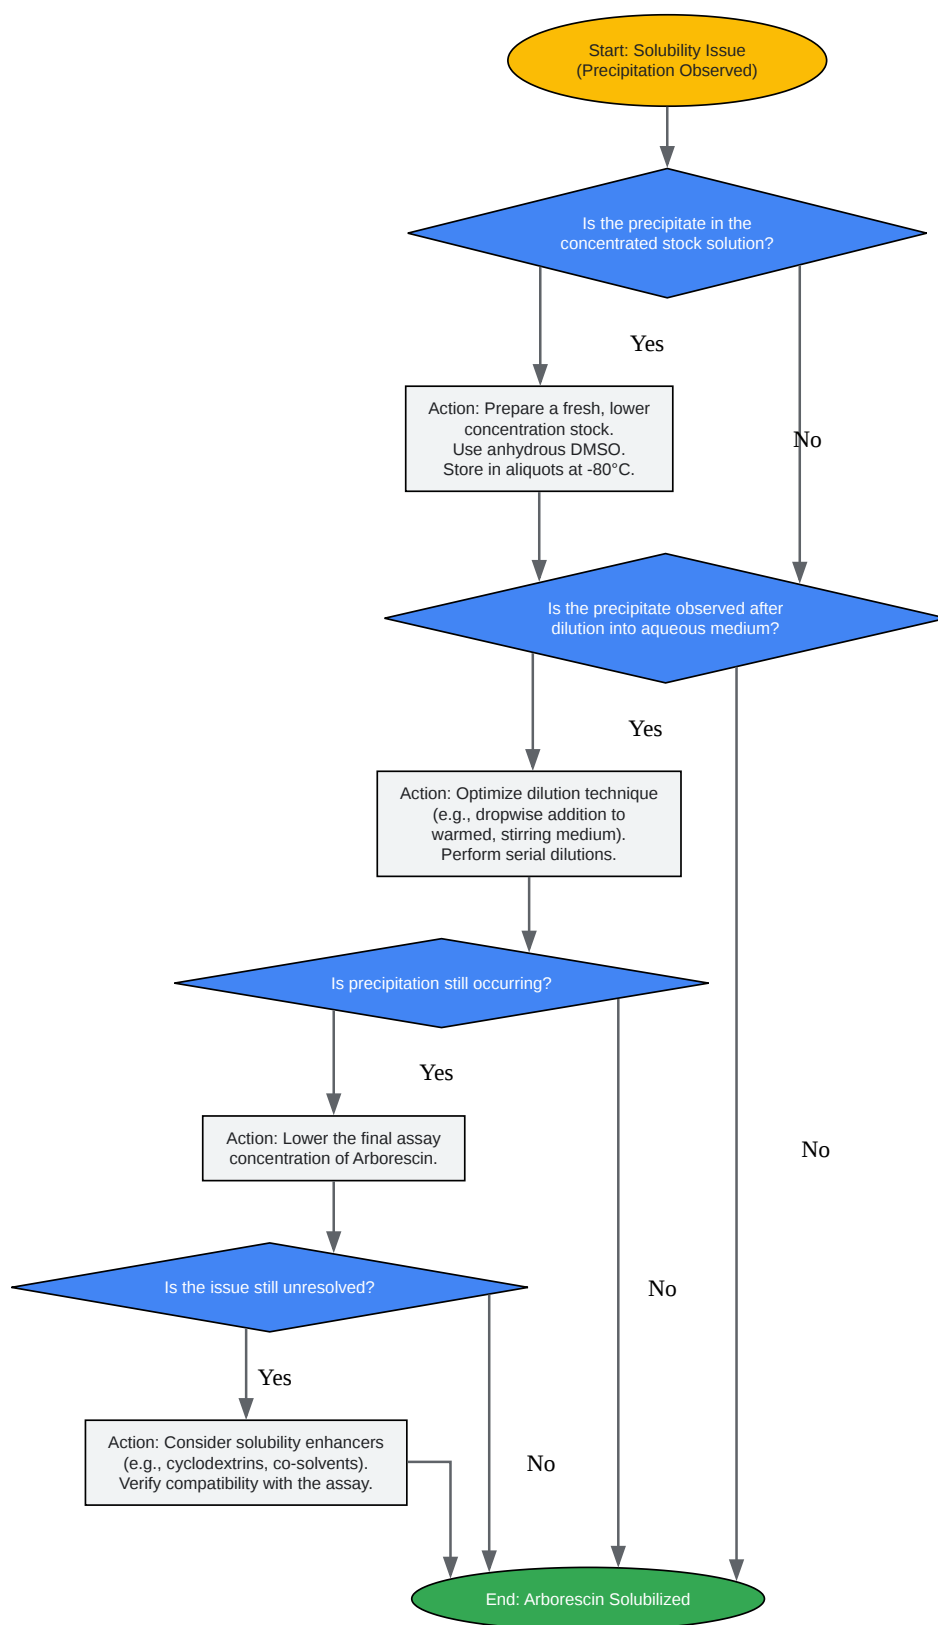 Start: Solubility Issue
(Precipitation Observed)
Is the precipitate in the
concentrated stock solution?
Yes
Action: Prepare a fresh, lower
concentration stock.
Use anhydrous DMSO.
Store in aliquots at -80°C.
No
Is the precipitate observed after
dilution into aqueous medium?
Yes
Action: Optimize dilution technique
(e.g., dropwise addition to
warmed, stirring medium).
Perform serial dilutions.
Is precipitation still occurring?
Yes
Action: Lower the final assay
concentration of Arborescin.
No
Is the issue still unresolved?
No
Yes
Action: Consider solubility enhancers
(e.g., cyclodextrins, co-solvents).
Verify compatibility with the assay.
No
End: Arborescin Solubilized